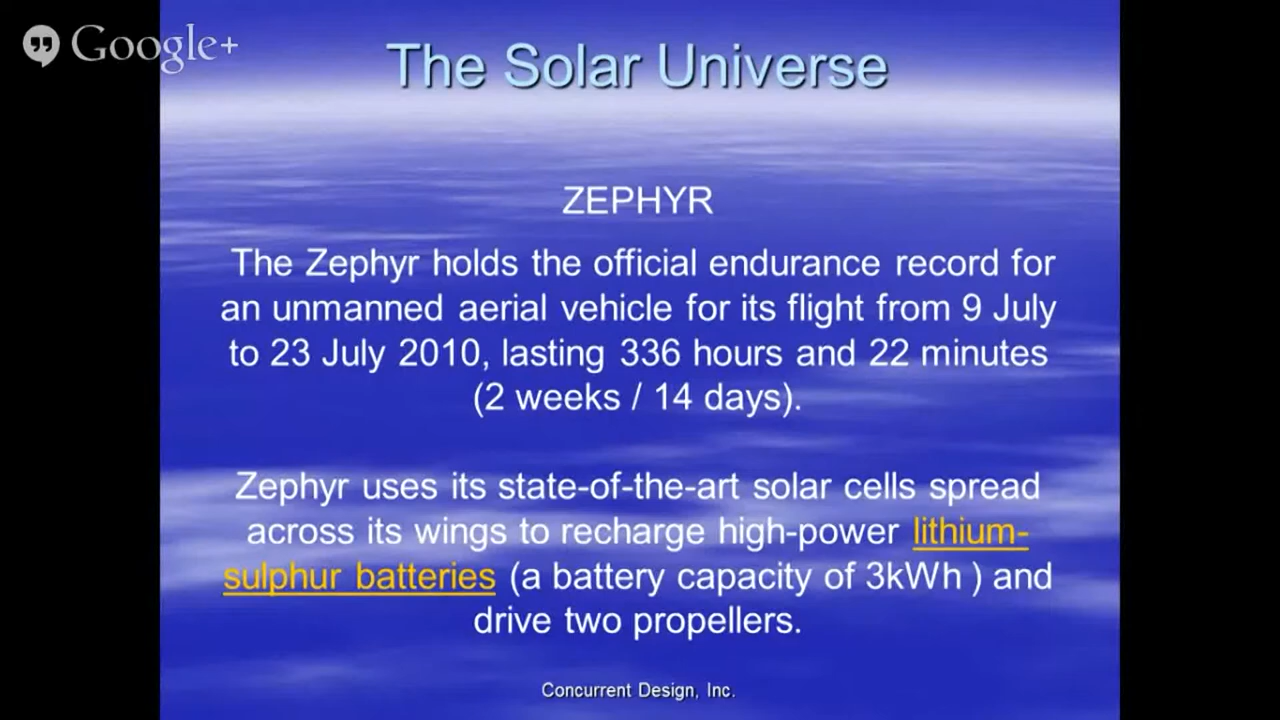 Google+
The Solar Universe
ZEPHYR
The Zephyr holds the official endurance record for
an unmanned aerial vehicle for its flight from 9 July
to 23 July 2010, lasting 336 hours and 22 minutes
(2 weeks / 14 days).
Zephyr uses its state-of-the-art solar cells spread
across its wings to recharge high-power lithium-
sulphur batteries (a battery capacity of 3kWh ) and
drive two propellers.
Concurrent Design, Inc.